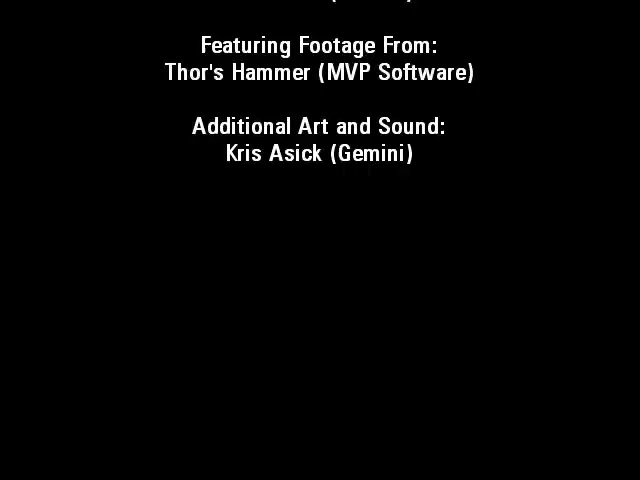 Featuring Footage From:
Thor's Hammer (MVP Software)
Additional Art and Sound:
Kris Asick (Gemini)